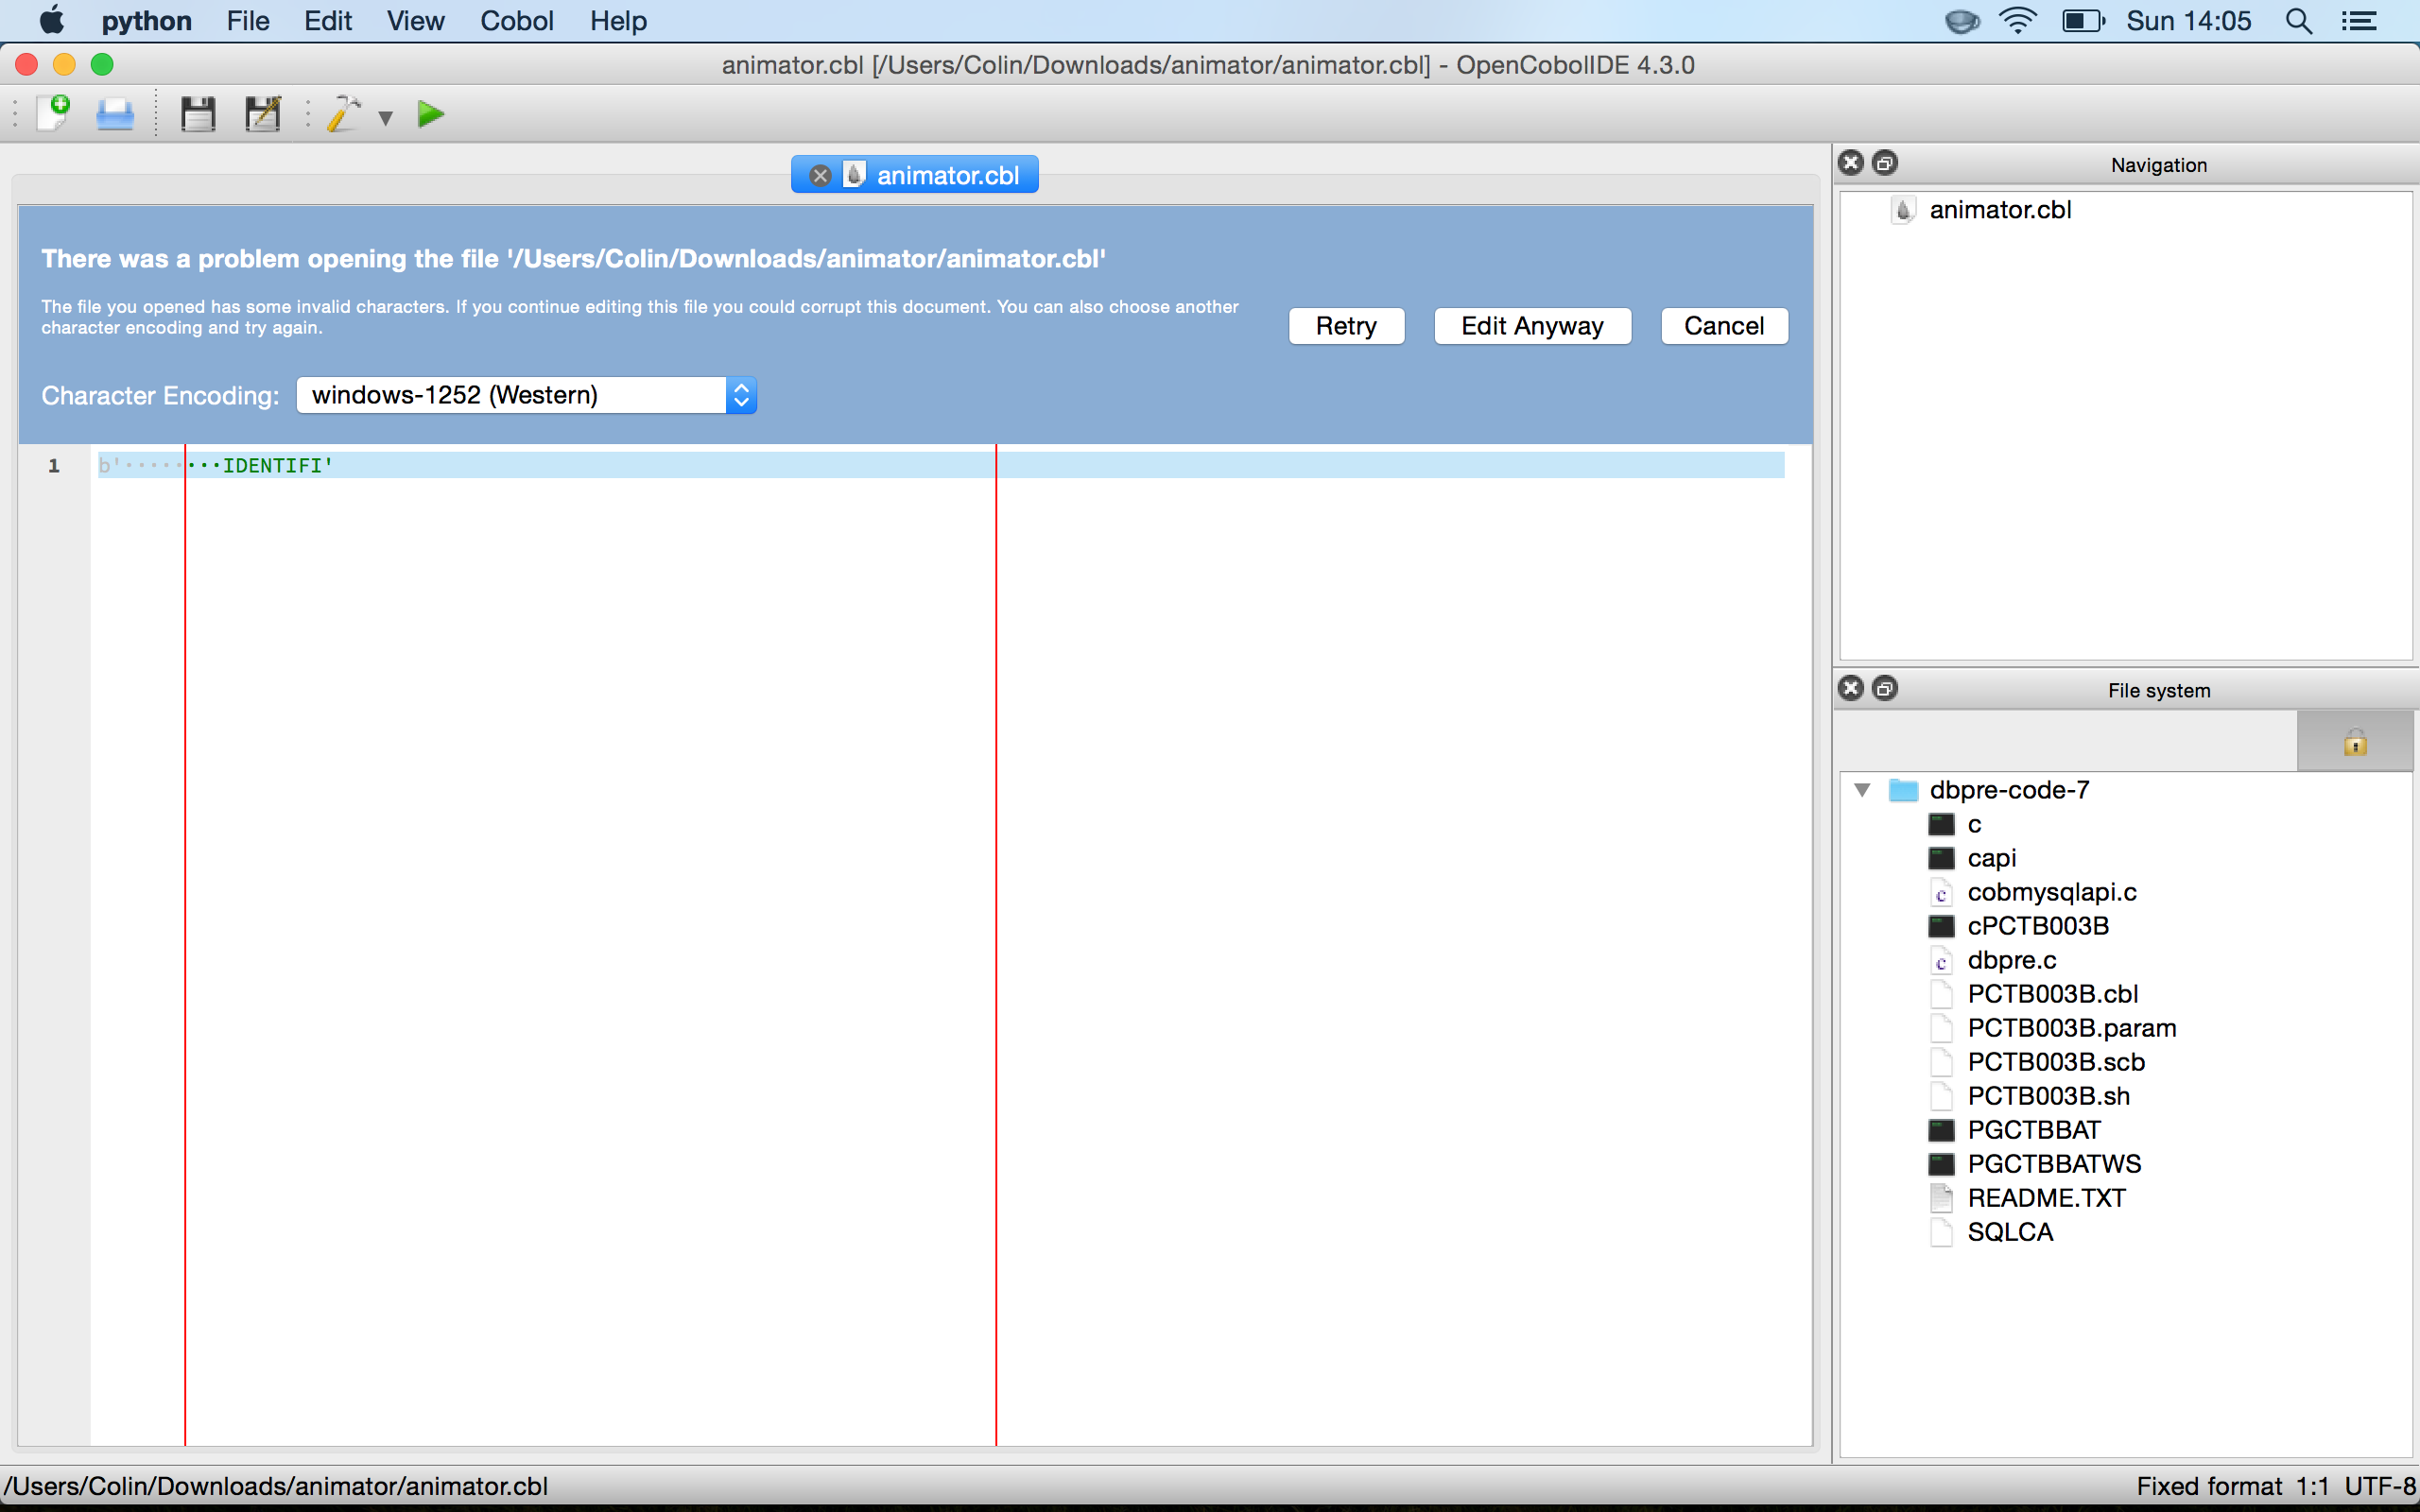 python File Edit View Cobol Help Sun 14:05
animator.cbl [/Users/Colin/Downloads/animator/animator.cbl] - OpenCobolIDE 4.3.0
animator.cbl
There was a problem opening the file '/Users/Colin/Downloads/animator/animator.cbl'
The file you opened has some invalid characters. If you continue editing this file you could corrupt this document. You can also choose another
character encoding and try again.
Retry Edit Anyway Cancel
Character Encoding: windows-1252 (Western)
1 b'········IDENTIFI'
Navigation
animator.cbl
File system
dbpre-code-7
c
capi
cobmysqlapi.c
cPCTB003B
dbpre.c
PCTB003B.cbl
PCTB003B.param
PCTB003B.scb
PCTB003B.sh
PGCTBBAT
PGCTBBATWS
README.TXT
SQLCA
/Users/Colin/Downloads/animator/animator.cbl Fixed format 1:1 UTF-8